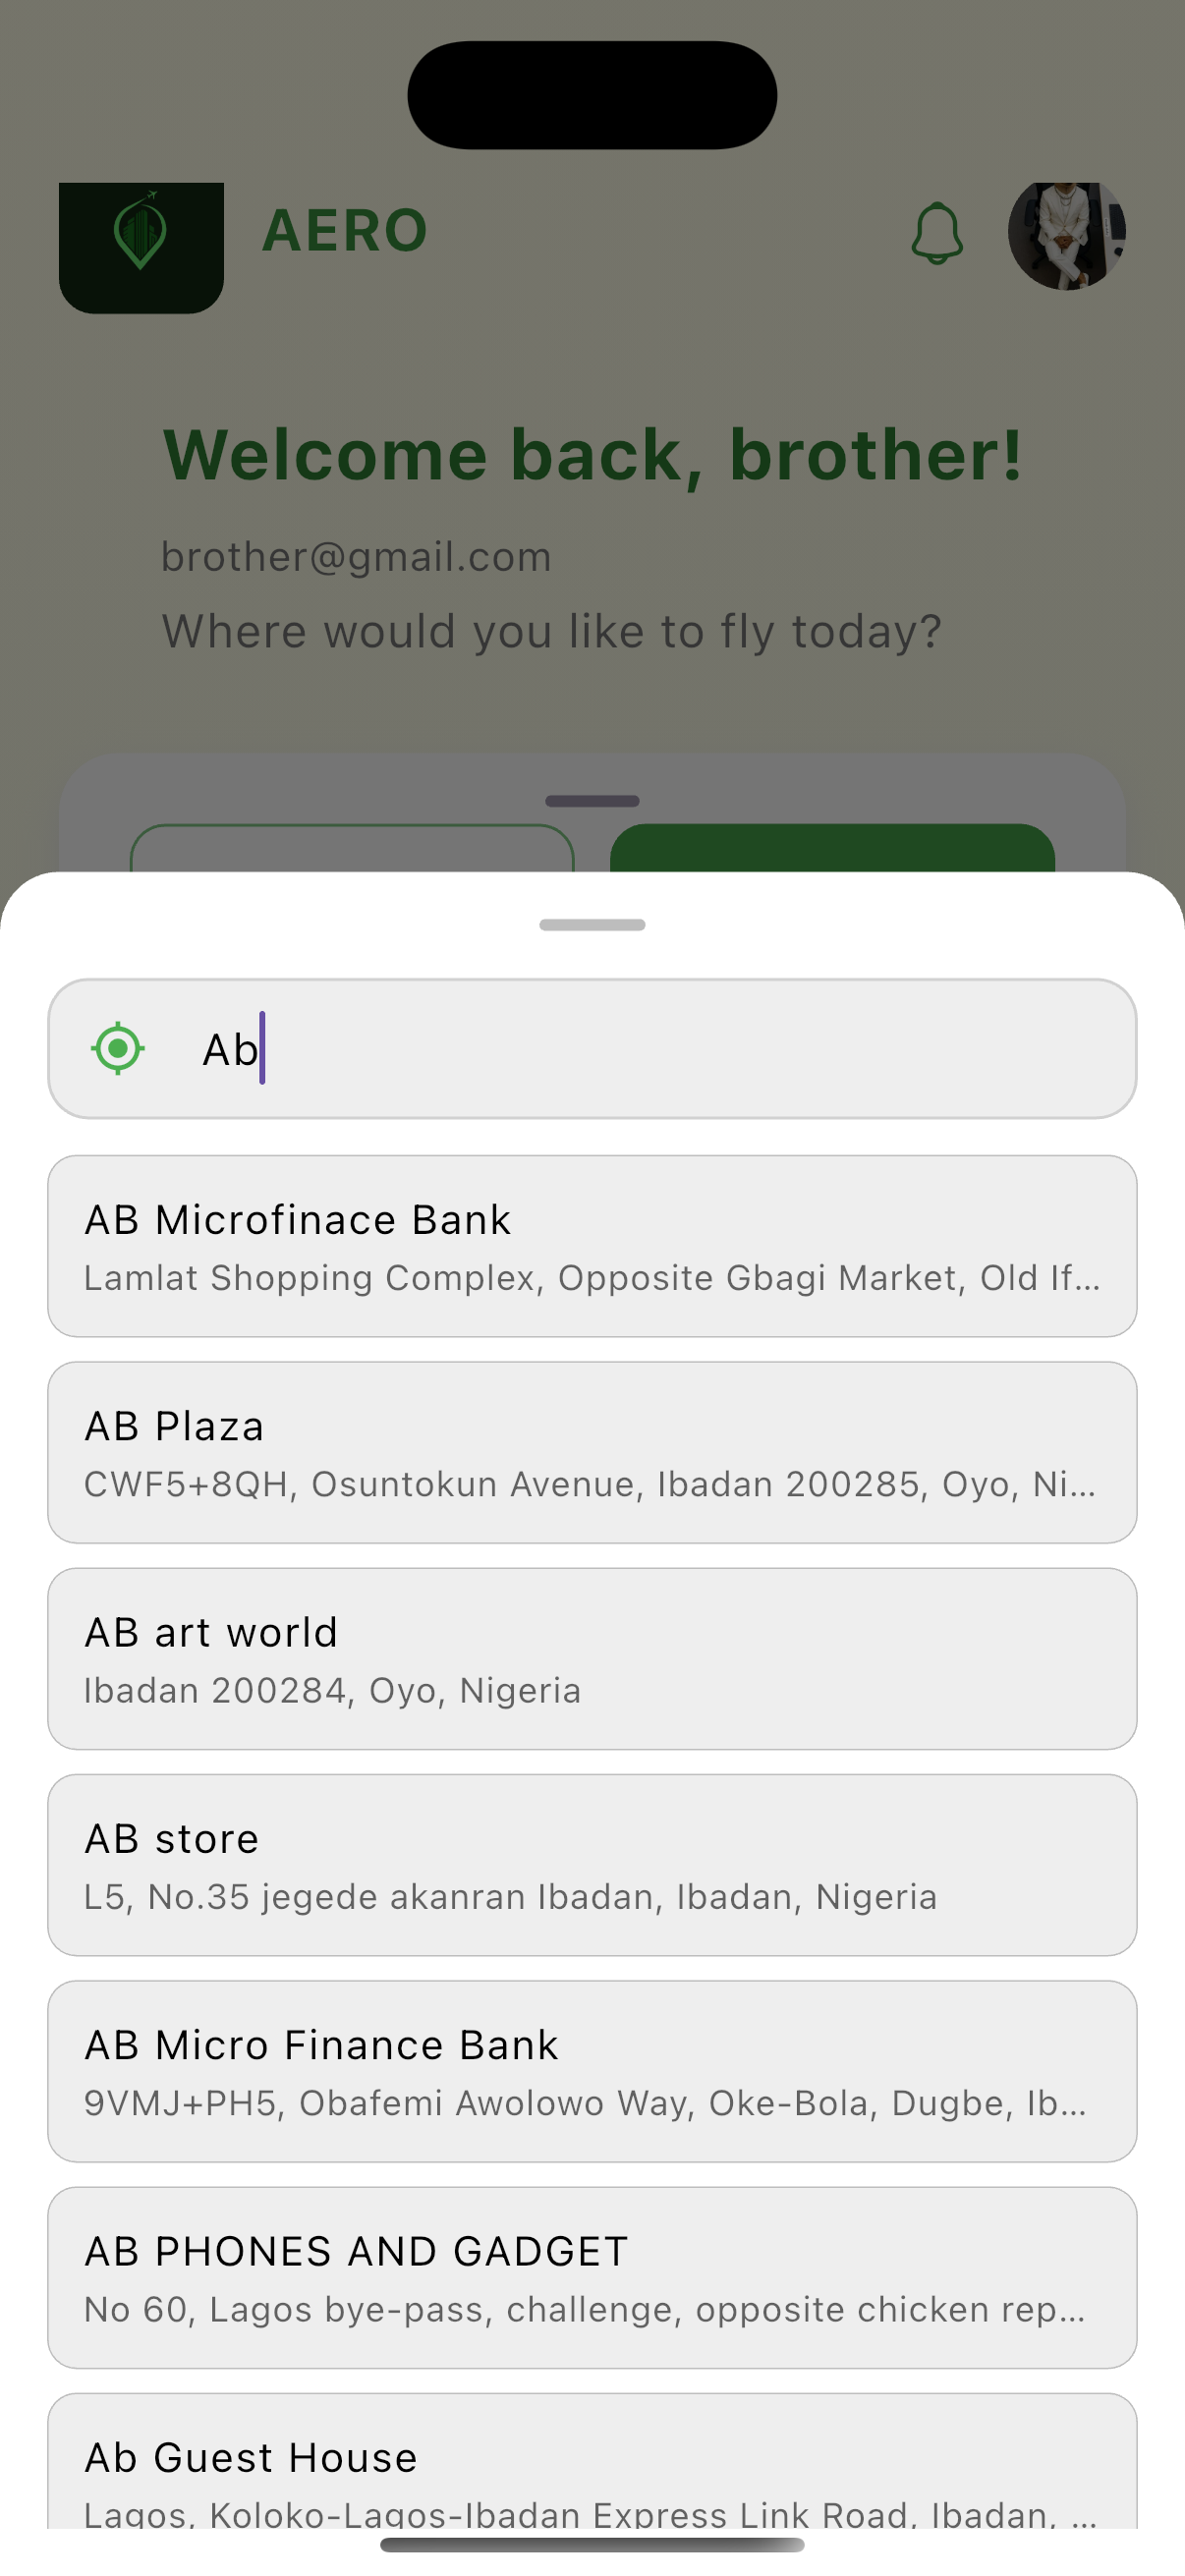 AERO
Welcome back, brother!
brother@gmail.com
Where would you like to fly today?
Ab
AB Microfinace Bank
Lamlat Shopping Complex, Opposite Gbagi Market, Old If...
AB Plaza
CWF5+8QH, Osuntokun Avenue, Ibadan 200285, Oyo, Ni...
AB art world
Ibadan 200284, Oyo, Nigeria
AB store
L5, No.35 jegede akanran Ibadan, Ibadan, Nigeria
AB Micro Finance Bank
9VMJ+PH5, Obafemi Awolowo Way, Oke-Bola, Dugbe, Ib...
AB PHONES AND GADGET
No 60, Lagos bye-pass, challenge, opposite chicken rep...
Ab Guest House
Lagos, Koloko-Lagos-Ibadan Express Link Road, Ibadan, ...